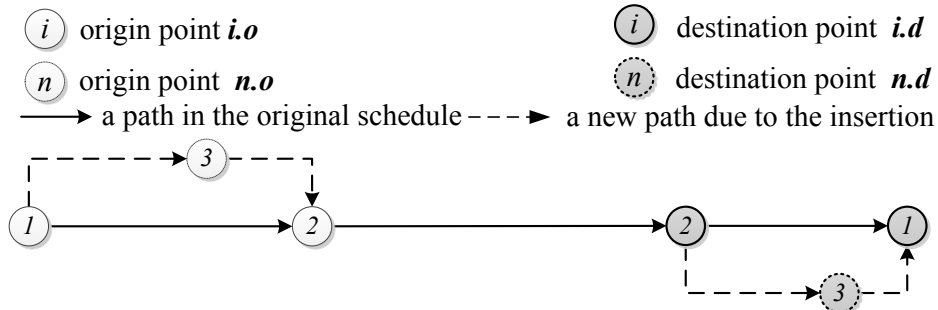 i origin point i.o i destination point i.d
n origin point n.o n destination point n.d
a path in the original schedule a new path due to the insertion
3
1 2 2 1
3